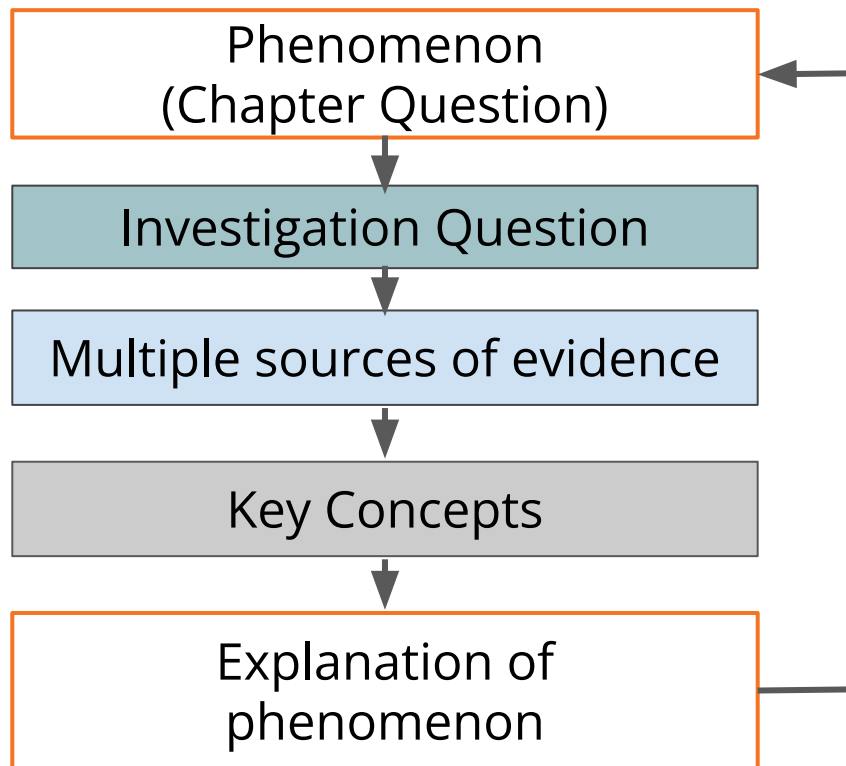 Phenomenon
(Chapter Question)
Investigation Question
Multiple sources of evidence
Key Concepts
Explanation of
phenomenon